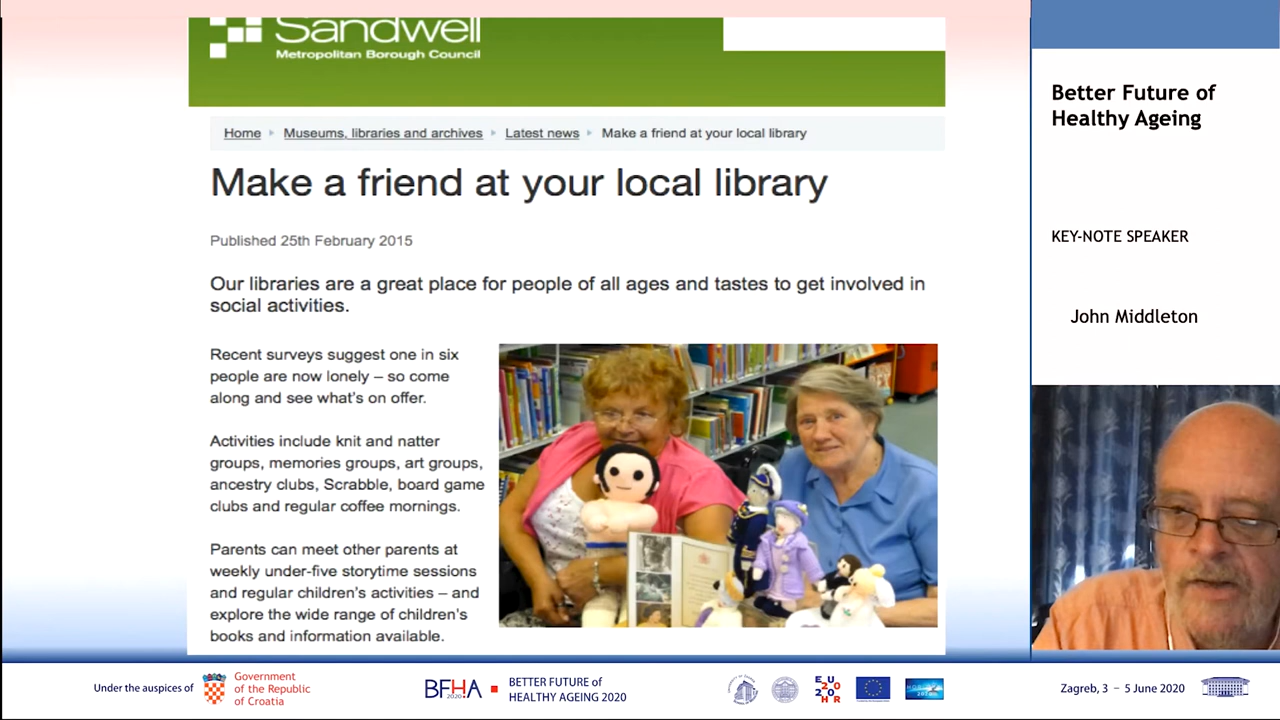 Sandwell
Metropolitan Borough Council
Home
Museums, libraries and archives
Latest news
Make a friend at your local library
Make a friend at your local library
Published 25th February 2015
Our libraries are a great place for people of all ages and tastes to get involved in
social activities.
Recent surveys suggest one in six
people are now lonely – so come
along and see what's on offer.
Activities include knit and natter
groups, memories groups, art groups,
ancestry clubs, Scrabble, board game
clubs and regular coffee mornings.
Parents can meet other parents at
weekly under-five storytime sessions
and regular children's activities – and
explore the wide range of children's
books and information available.
Better Future of
Healthy Ageing
KEY-NOTE SPEAKER
John Middleton
Under the auspices of
Government
of the Republic
of Croatia
BFHA
2020
BETTER FUTURE of
HEALTHY AGEING 2020
EU
20
20
HR
Zagreb, 3 – 5 June 2020